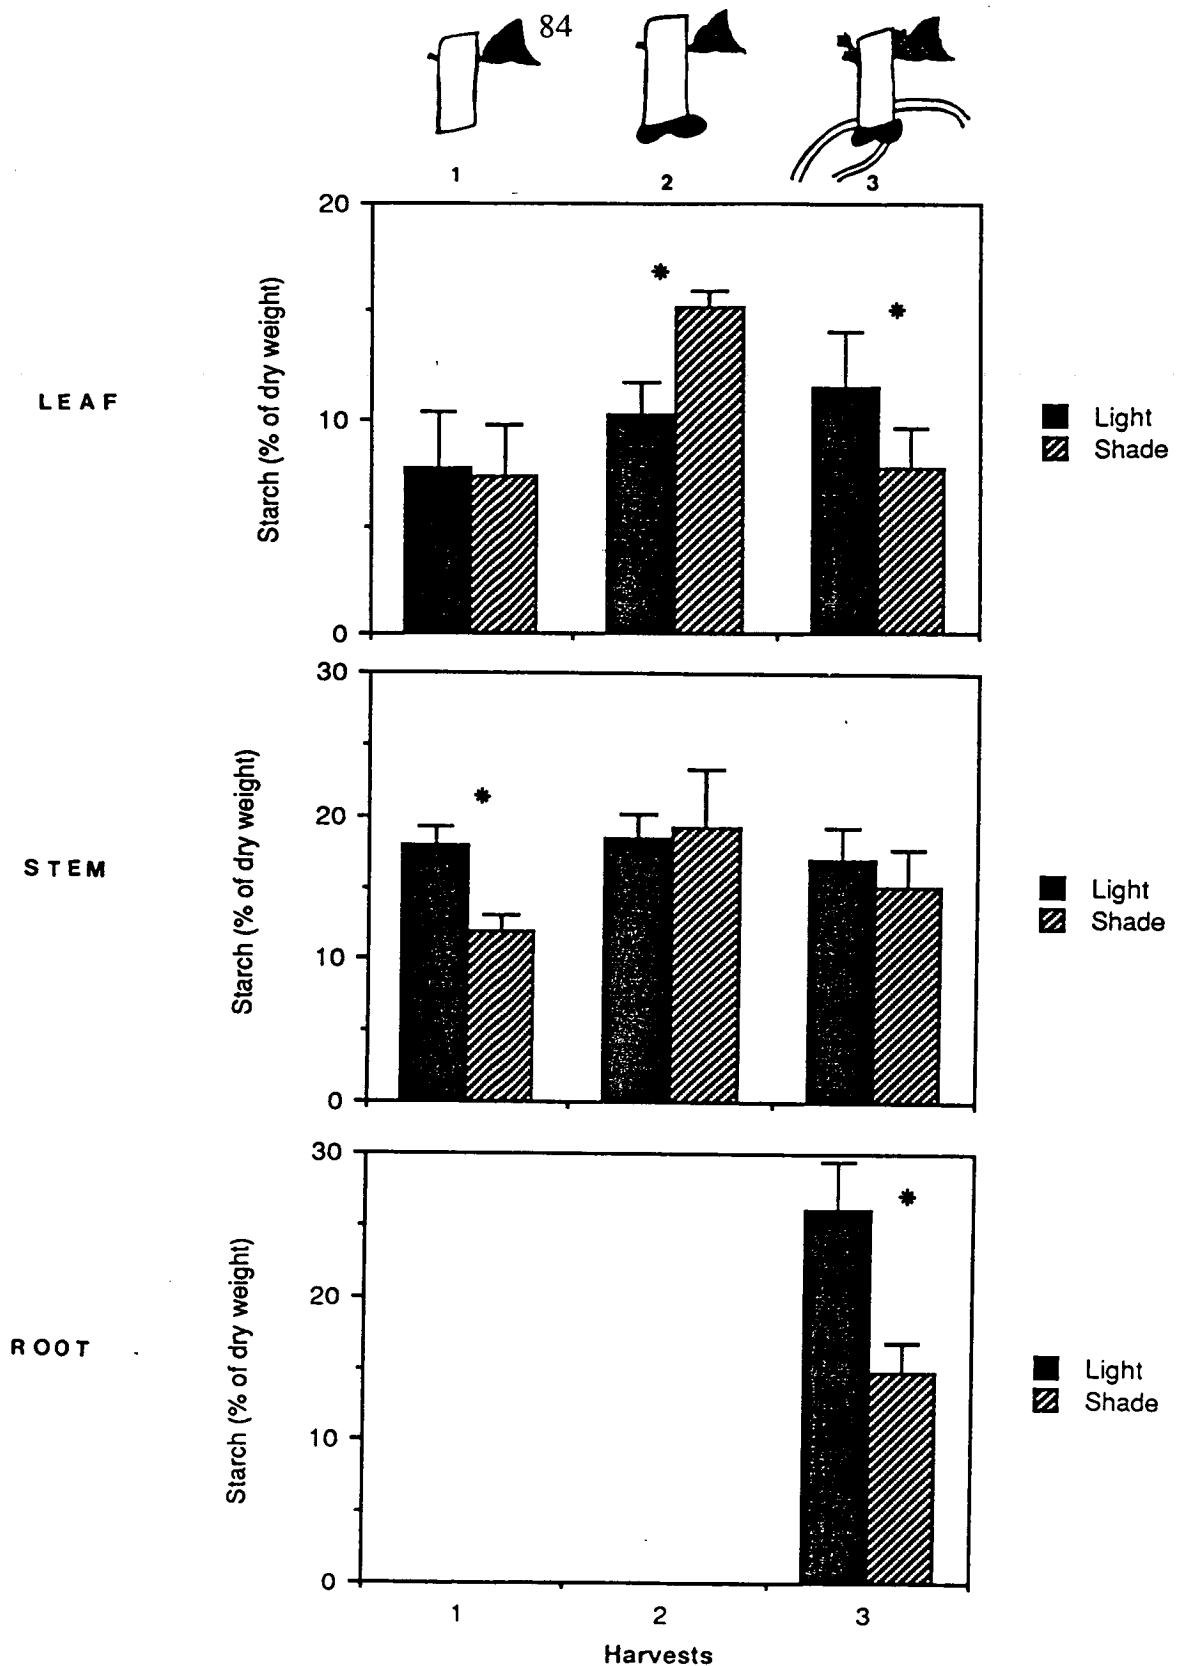 84
1 2 3
20
10
0
Starch (% of dry weight)
LEAF
Light
Shade
*
*
30
20
10
0
Starch (% of dry weight)
STEM
Light
Shade
*
30
20
10
0
Starch (% of dry weight)
ROOT
Light
Shade
*
1 2 3
Harvests